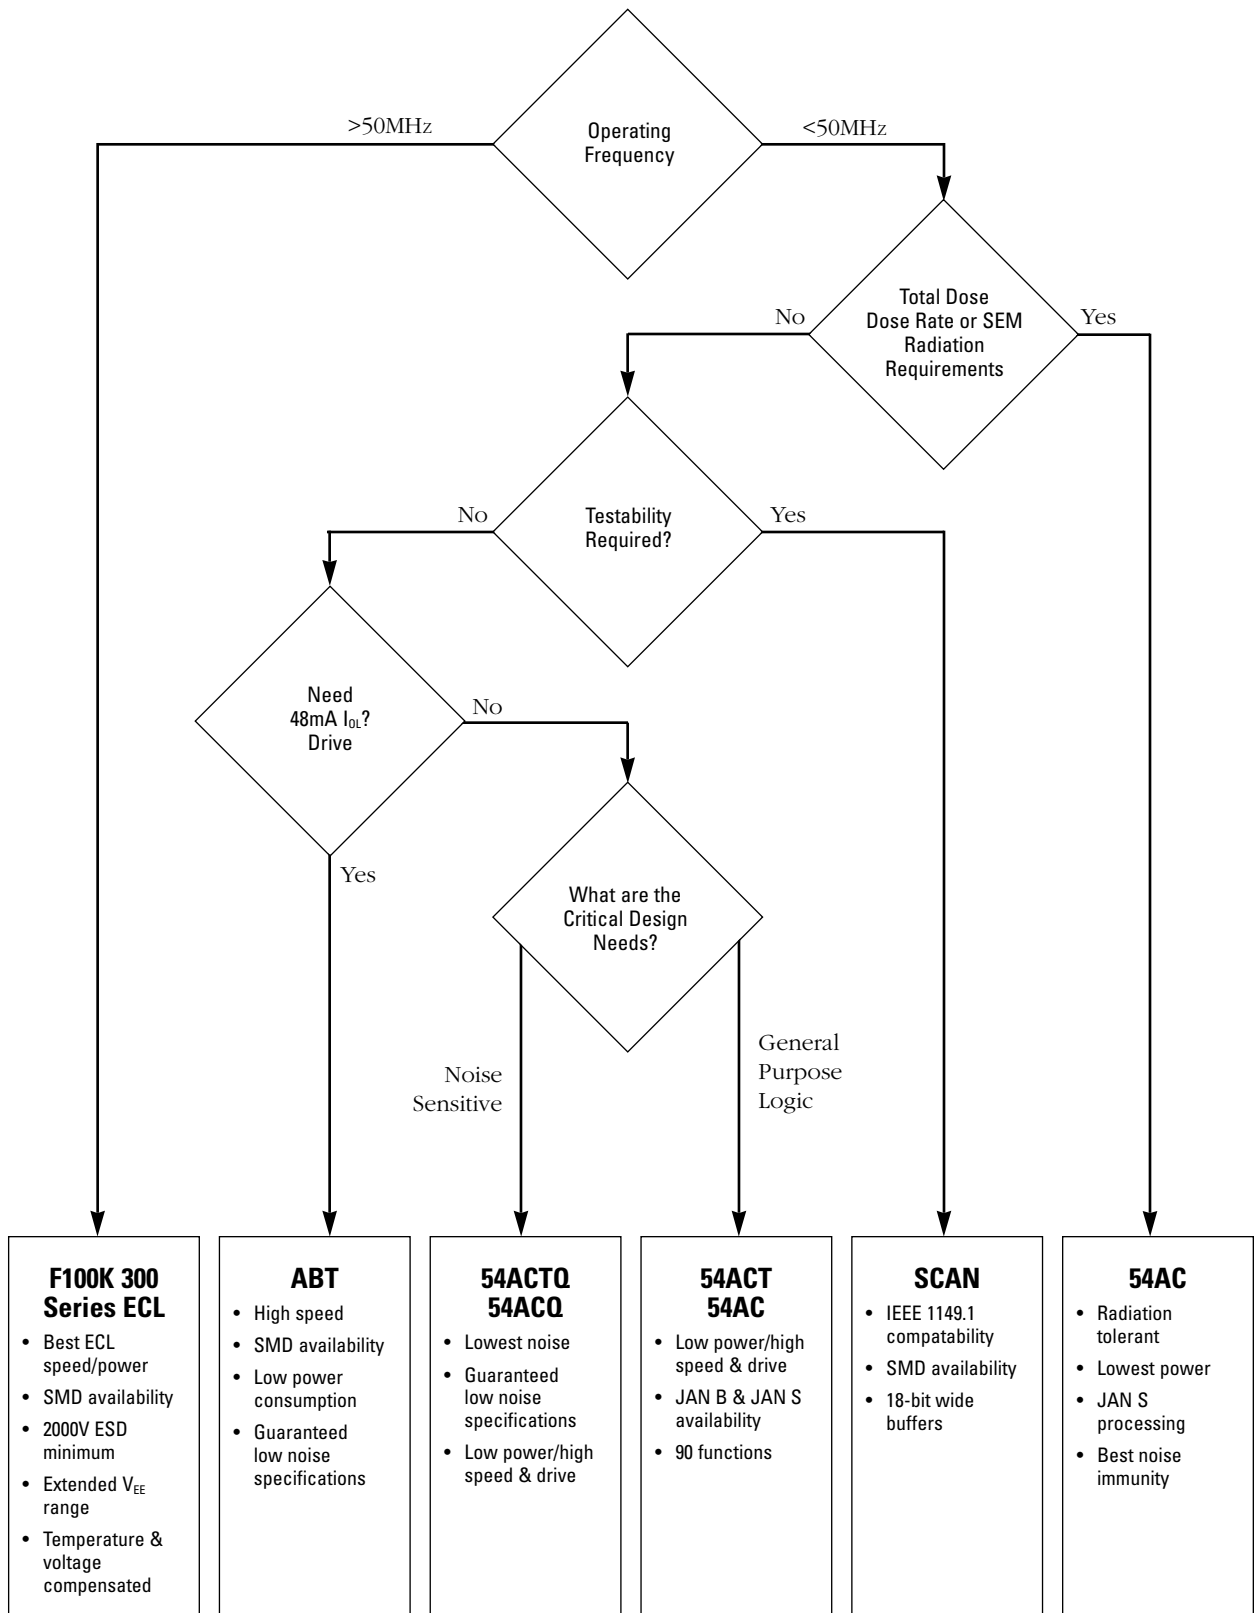 >50MHz
Operating
Frequency
<50MHz
Total Dose
Dose Rate or SEM
Radiation
Requirements
No
Yes
Testability
Required?
No
Yes
Need
48mA IOL?
Drive
No
Yes
What are the
Critical Design
Needs?
Noise
Sensitive
General
Purpose
Logic
F100K 300
Series ECL
• Best ECL
speed/power
• SMD availability
• 2000V ESD
minimum
• Extended VEE
range
• Temperature &
voltage
compensated
ABT
• High speed
• SMD availability
• Low power
consumption
• Guaranteed
low noise
specifications
54ACTQ
54ACQ
• Lowest noise
• Guaranteed
low noise
specifications
• Low power/high
speed & drive
54ACT
54AC
• Low power/high
speed & drive
• JAN B & JAN S
availability
• 90 functions
SCAN
• IEEE 1149.1
compatability
• SMD availability
• 18-bit wide
buffers
54AC
• Radiation
tolerant
• Lowest power
• JAN S
processing
• Best noise
immunity